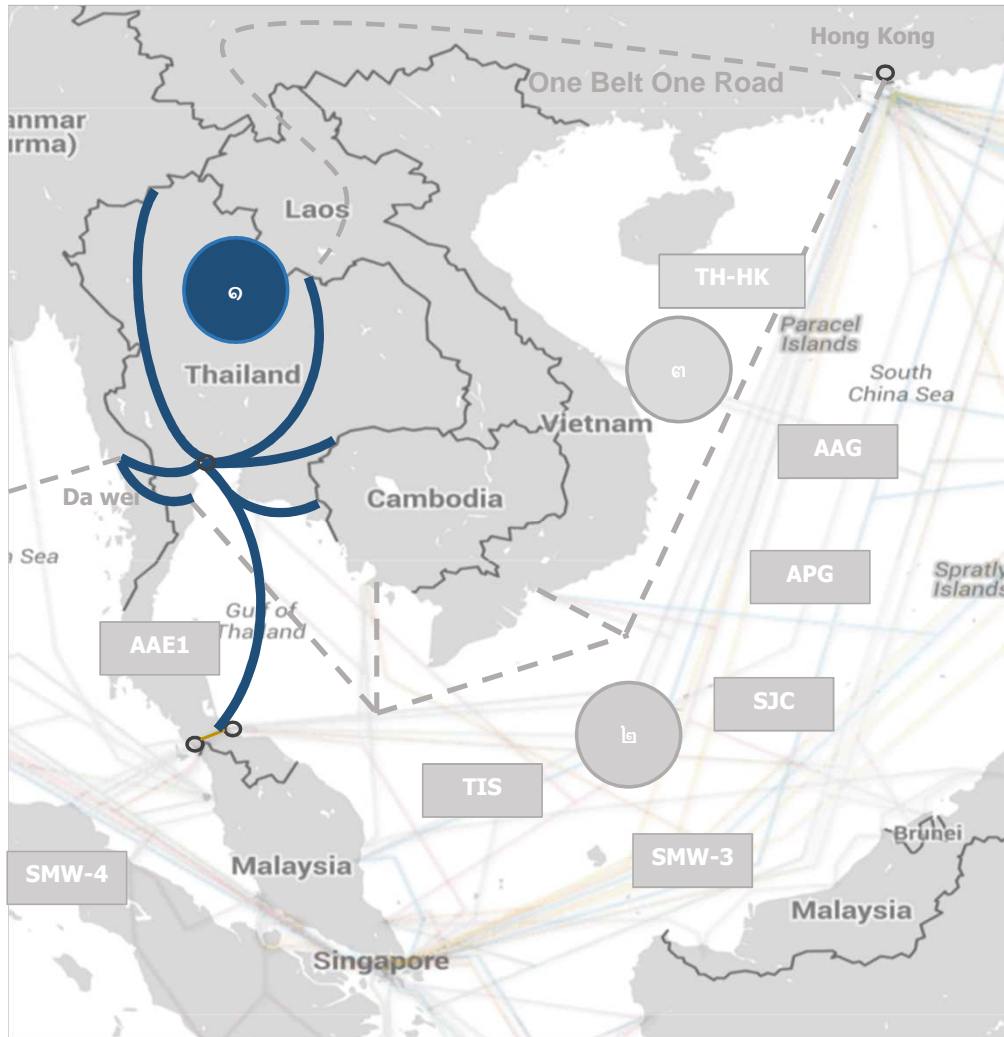 Hong Kong
One Belt One Road
anmar
urma)
Laos
๑
TH-HK
Paracel
Islands
๓
South
China Sea
Thailand
Vietnam
AAG
Da wei
Cambodia
n Sea
APG
Spratly
Islands
Gulf of
Thailand
AAE1
SJC
๒
TIS
Brunei
SMW-3
Malaysia
SMW-4
Malaysia
Singapore